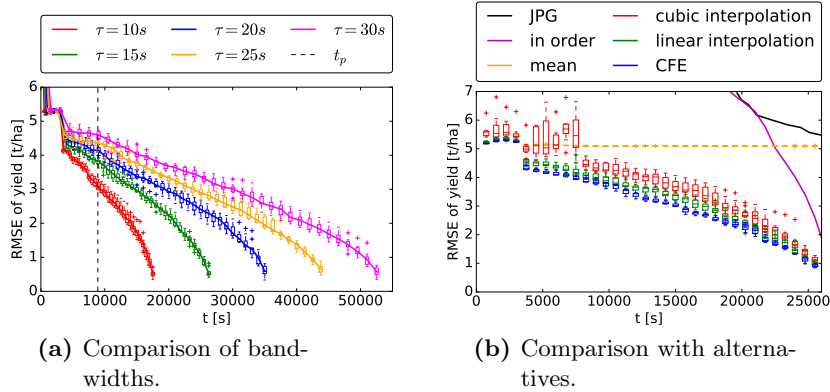 τ = 10s τ = 20s τ = 30s
τ = 15s τ = 25s t_p
RMSE of yield [t/ha]
6
5
4
3
2
1
0
0 10000 20000 30000 40000 50000
t [s]
(a) Comparison of band-
widths.
JPG cubic interpolation
in order linear interpolation
mean CFE
RMSE of yield [t/ha]
7
6
5
4
3
2
1
0
5000 10000 15000 20000 25000
t [s]
(b) Comparison with alterna-
tives.